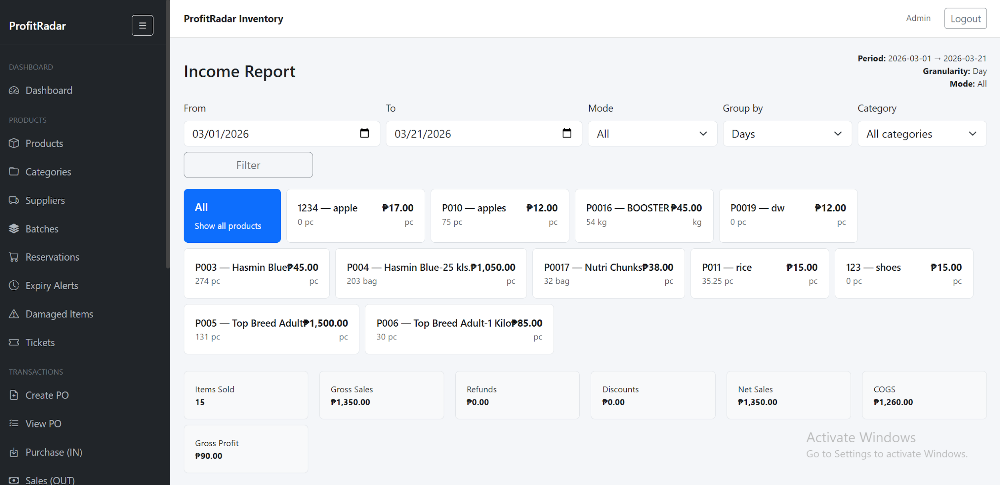 ProfitRadar
DASHBOARD
Dashboard
PRODUCTS
Products
Categories
Suppliers
Batches
Reservations
Expiry Alerts
Damaged Items
Tickets
TRANSACTIONS
Create PO
View PO
Purchase (IN)
Sales (OUT)
ProfitRadar Inventory
Admin
Logout
Income Report
Period: 2026-03-01 → 2026-03-21
Granularity: Day
Mode: All
From
To
Mode
Group by
Category
03/01/2026
03/21/2026
All
Days
All categories
Filter
All
Show all products
1234 — apple ₱17.00
0 pc pc
P010 — apples ₱12.00
75 pc pc
P0016 — BOOSTER₱45.00
54 kg kg
P0019 — dw ₱12.00
0 pc pc
P003 — Hasmin Blue₱45.00
274 pc pc
P004 — Hasmin Blue-25 kls.₱1,050.00
203 bag pc
P0017 — Nutri Chunks₱38.00
32 bag pc
P011 — rice ₱15.00
35.25 pc pc
123 — shoes ₱15.00
0 pc pc
P005 — Top Breed Adult₱1,500.00
131 pc pc
P006 — Top Breed Adult-1 Kilo₱85.00
30 pc pc
Items Sold
15
Gross Sales
₱1,350.00
Refunds
₱0.00
Discounts
₱0.00
Net Sales
₱1,350.00
COGS
₱1,260.00
Gross Profit
₱90.00
Activate Windows
Go to Settings to activate Windows.